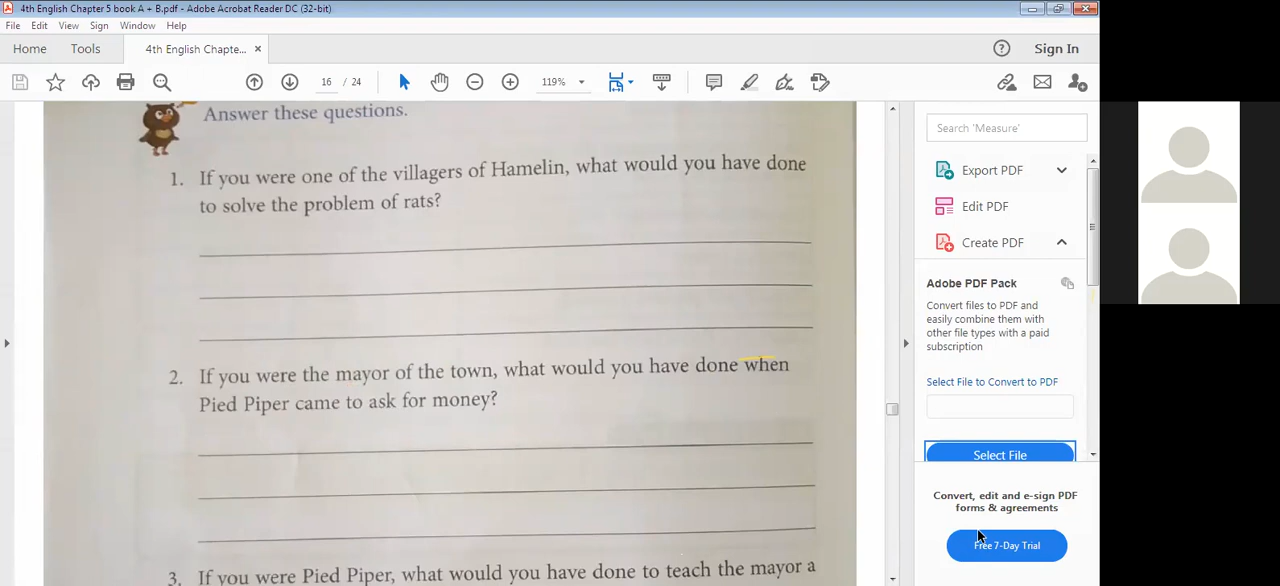 4th English Chapter 5 book A + B.pdf - Adobe Acrobat Reader DC (32-bit)
File Edit View Sign Window Help
Home Tools 4th English Chapte... × Sign In
16 / 24 119%
Answer these questions.
1. If you were one of the villagers of Hamelin, what would you have done
to solve the problem of rats?
2. If you were the mayor of the town, what would you have done when
Pied Piper came to ask for money?
3. If you were Pied Piper, what would you have done to teach the mayor a
Search 'Measure'
Export PDF
Edit PDF
Create PDF
Adobe PDF Pack
Convert files to PDF and
easily combine them with
other file types with a paid
subscription
Select File to Convert to PDF
Select File
Convert, edit and e-sign PDF
forms & agreements
Free 7-Day Trial